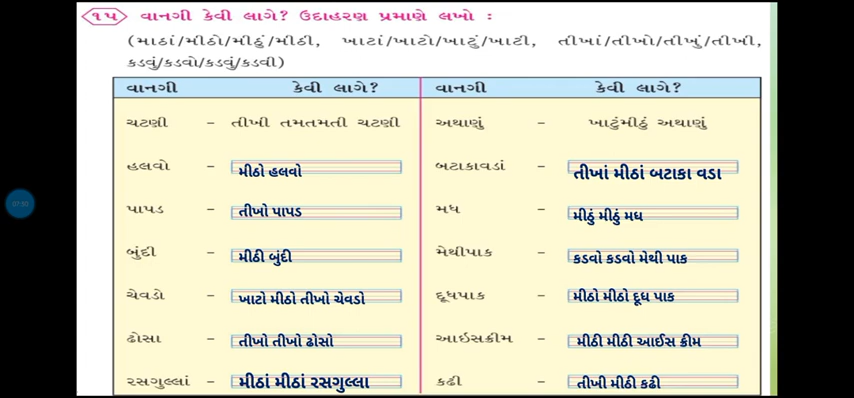 ૧૫ વાનગી કેવી લાગે? ઉદાહરણ પ્રમાણે લખો :
(માઠાં/મીઠો/મીઠું/મીઠી, ખાટાં/ખાટો/ખાટું/ખાટી, તીખાં/તીખો/તીખું/તીખી,
કડવું/કડવો/કડવું/કડવી)
વાનગી કેવી લાગે? વાનગી કેવી લાગે?
ચટણી – તીખી તમતમતી ચટણી અથાણું – ખાટુંમીઠું અથાણું
હલવો – મીઠો હલવો બટાકાવડાં – તીખાં મીઠાં બટાકા વડા
પાપડ – તીખો પાપડ મધ – મીઠું મીઠું મધ
બુંદી – મીઠી બુંદી મેથીપાક – કડવો કડવો મેથી પાક
ચેવડો – ખાટો મીઠો તીખો ચેવડો દૂધપાક – મીઠો મીઠો દૂધ પાક
ઢોસા – તીખો તીખો ઢોસો આઇસક્રીમ – મીઠી મીઠી આઈસ ક્રીમ
રસગુલ્લાં – મીઠાં મીઠાં રસગુલ્લા કઢી – તીખી મીઠી કઢી